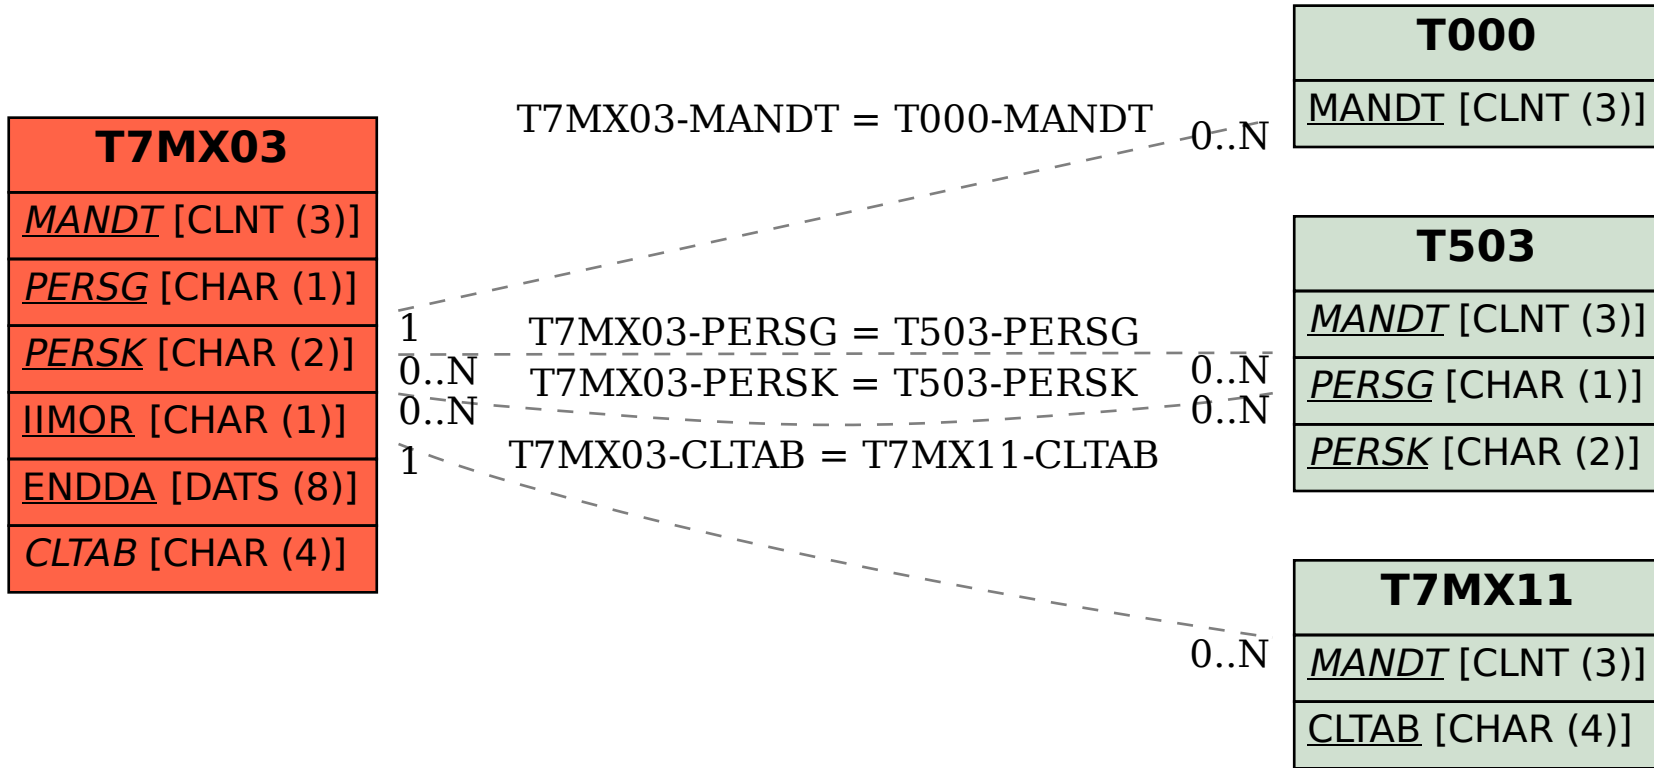 T7MX03
MANDT [CLNT (3)]
PERSG [CHAR (1)]
PERSK [CHAR (2)]
IIMOR [CHAR (1)]
ENDDA [DATS (8)]
CLTAB [CHAR (4)]
T7MX03-MANDT = T000-MANDT
0..N
1
T7MX03-PERSG = T503-PERSG
0..N
0..N
T7MX03-PERSK = T503-PERSK
0..N
0..N
T7MX03-CLTAB = T7MX11-CLTAB
1
0..N
T000
MANDT [CLNT (3)]
T503
MANDT [CLNT (3)]
PERSG [CHAR (1)]
PERSK [CHAR (2)]
T7MX11
MANDT [CLNT (3)]
CLTAB [CHAR (4)]